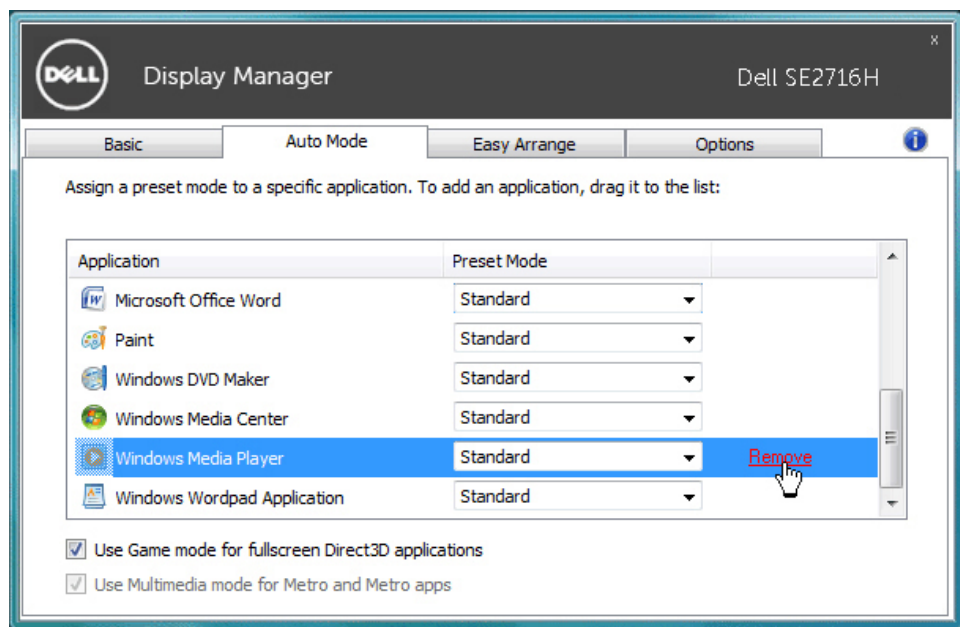 DELL
Display Manager
Dell SE2716H
x
Basic
Auto Mode
Easy Arrange
Options
i
Assign a preset mode to a specific application. To add an application, drag it to the list:
Application
Preset Mode
W
Microsoft Office Word
Standard
Paint
Standard
Windows DVD Maker
Standard
Windows Media Center
Standard
Windows Media Player
Standard
Remove
Windows Wordpad Application
Standard
Use Game mode for fullscreen Direct3D applications
Use Multimedia mode for Metro and Metro apps